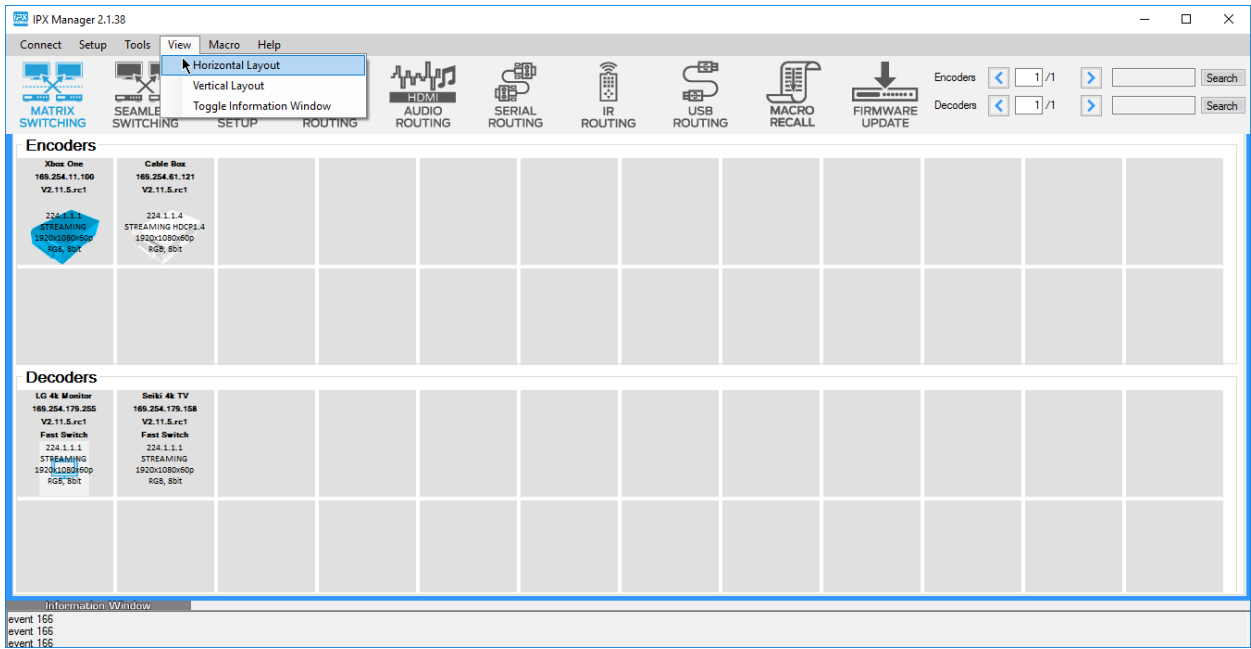 IPX Manager 2.1.38
Connect Setup Tools View Macro Help
Horizontal Layout
Vertical Layout
Toggle Information Window
MATRIX
SWITCHING
SWITCHING
SETUP
ROUTING
HDMI
AUDIO
ROUTING
SERIAL
ROUTING
IR
ROUTING
USB
ROUTING
MACRO
RECALL
FIRMWARE
UPDATE
Encoders 1 /1 Search
Decoders 1 /1 Search
Encoders
Xbox One
169.254.11.100
V2.11.5.rc1
224.1.1.1
STREAMING
1920x1080x60p
RGB, 8bit
Cable Box
169.254.61.121
V2.11.5.rc1
224.1.1.4
STREAMING HDCP1.4
1920x1080x60p
RGB, 8bit
Decoders
LG 4k Monitor
169.254.179.255
V2.11.5.rc1
Fast Switch
224.1.1.1
STREAMING
1920x1080x60p
RGB, 8bit
Seiki 4k TV
169.254.179.158
V2.11.5.rc1
Fast Switch
224.1.1.1
STREAMING
1920x1080x60p
RGB, 8bit
Information Window
event 166
event 166
event 166